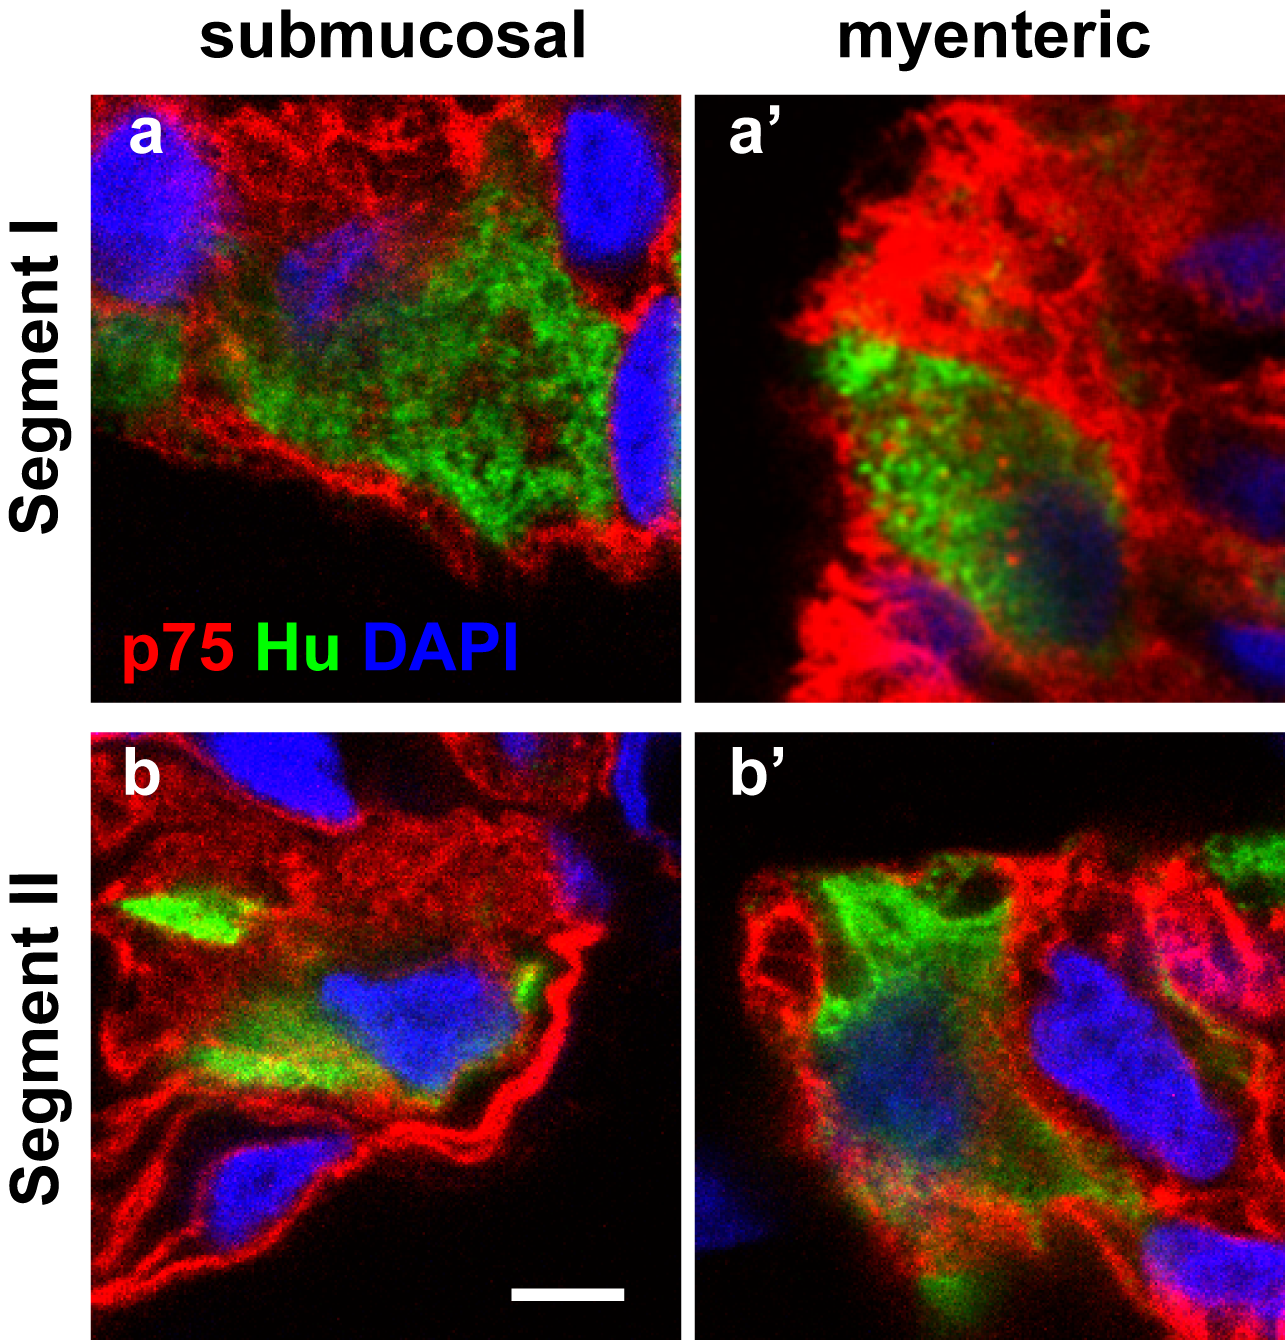 submucosal
myenteric
Segment I
a
a’
p75 Hu DAPI
Segment II
b
b’